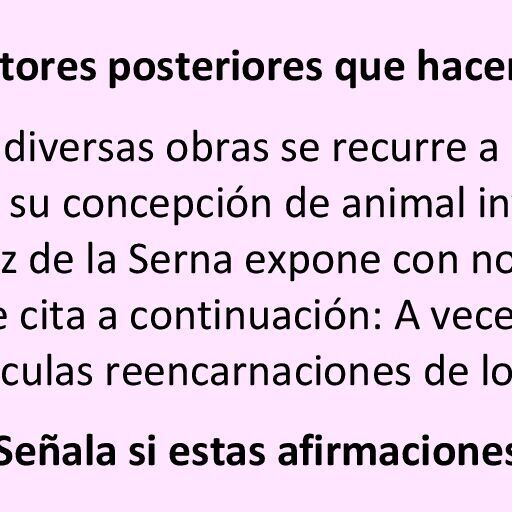 tores posteriores que hacen
diversas obras se recurre a
su concepción de animal in
z de la Serna expone con no
e cita a continuación: A vece
culas reencarnaciones de lo
Señala si estas afirmaciones